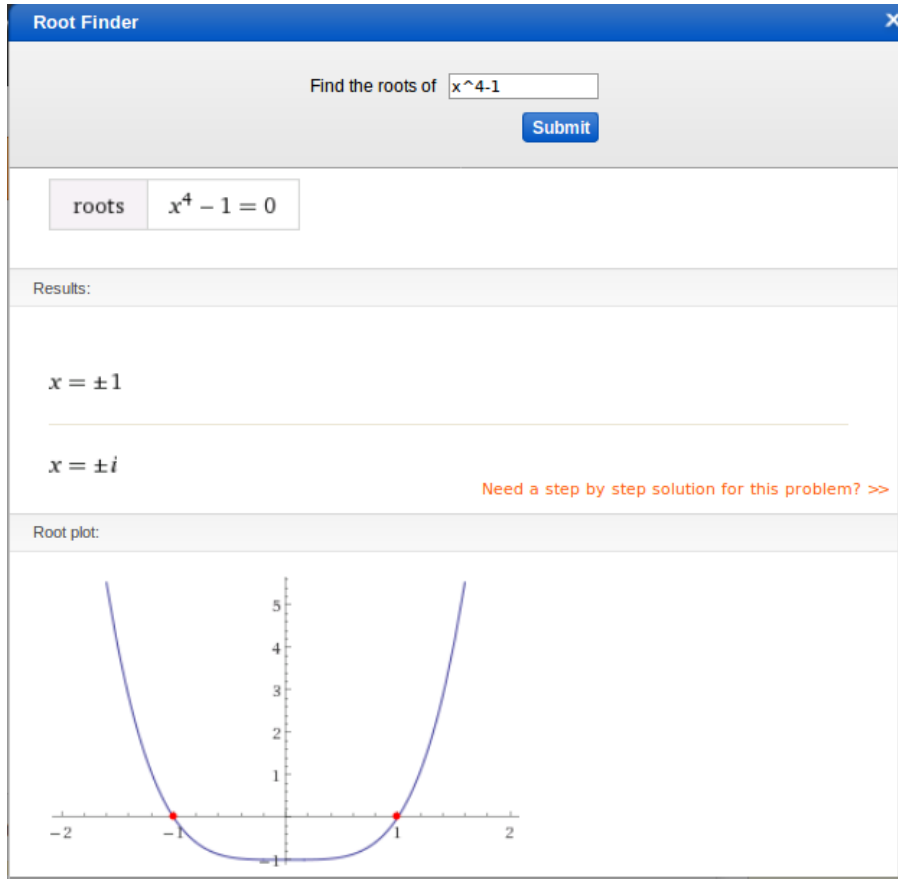 Root Finder ×
Find the roots of x^4-1
Submit
roots x⁴ − 1 = 0
Results:
x = ±1
x = ±i
Need a step by step solution for this problem? >>
Root plot:
5
4
3
2
1
−2 −1 1 2
−1